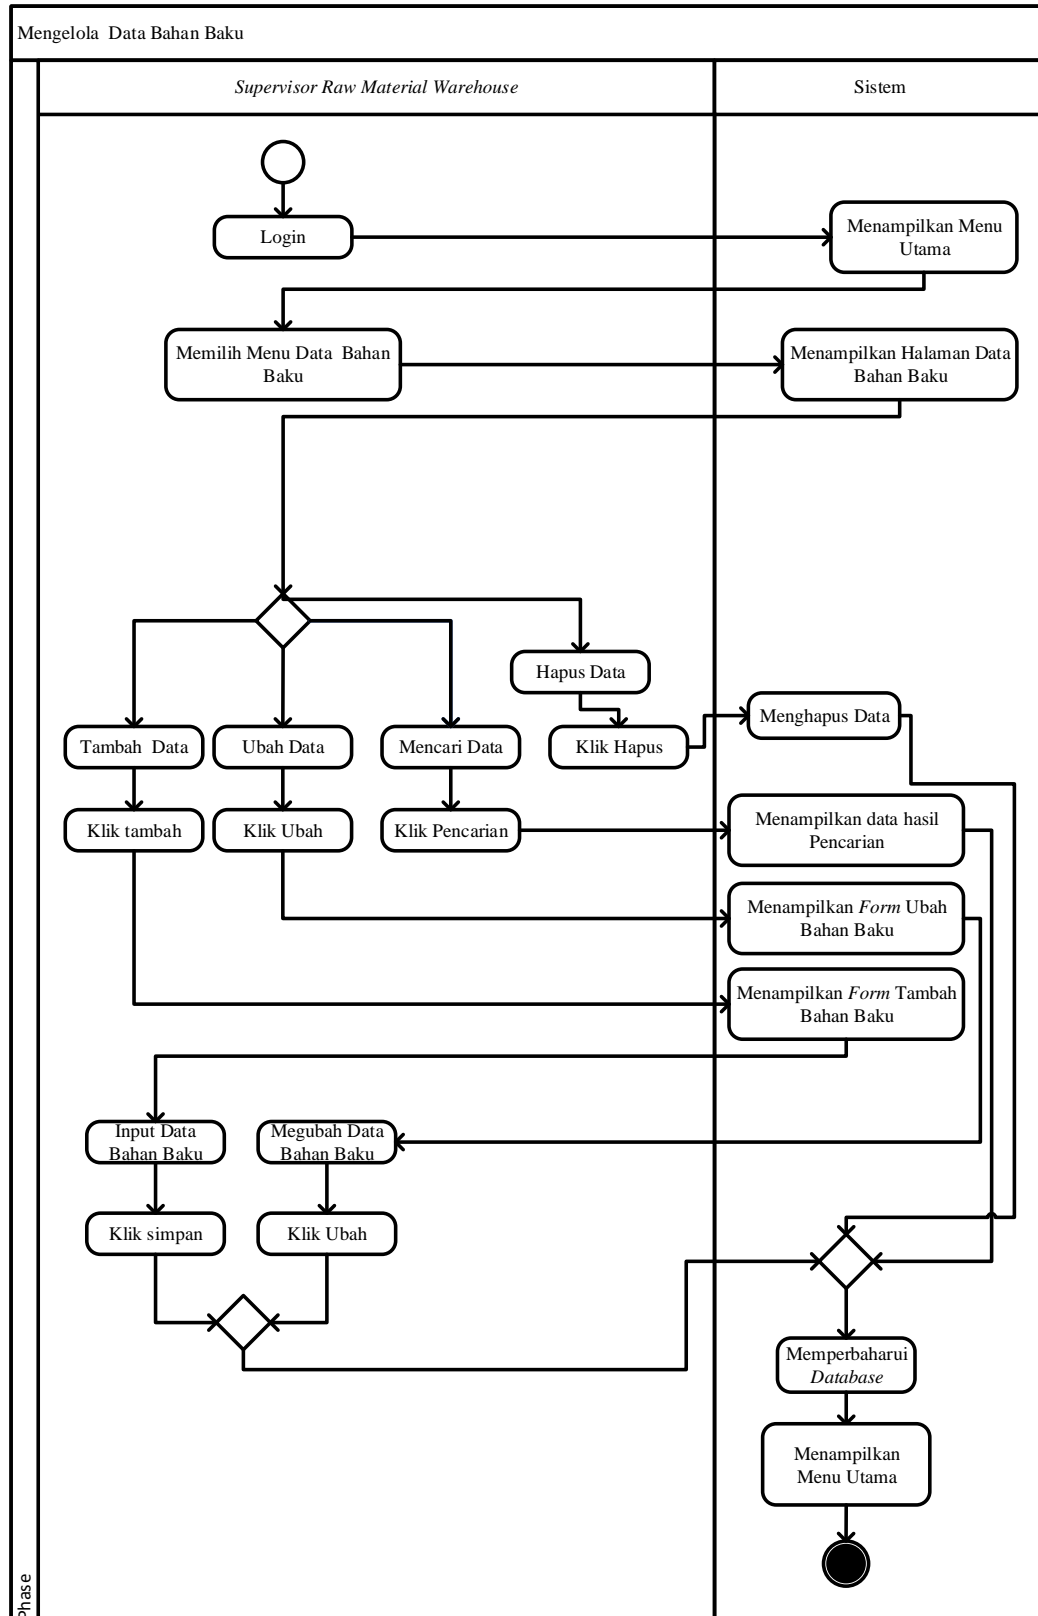 Mengelola Data Bahan Baku
Supervisor Raw Material Warehouse
Sistem
Login
Menampilkan Menu
Utama
Memilih Menu Data Bahan
Baku
Menampilkan Halaman Data
Bahan Baku
Hapus Data
Tambah Data
Ubah Data
Mencari Data
Klik Hapus
Menghapus Data
Klik tambah
Klik Ubah
Klik Pencarian
Menampilkan data hasil
Pencarian
Menampilkan Form Ubah
Bahan Baku
Menampilkan Form Tambah
Bahan Baku
Input Data
Bahan Baku
Megubah Data
Bahan Baku
Klik simpan
Klik Ubah
Memperbaharui
Database
Menampilkan
Menu Utama
Phase